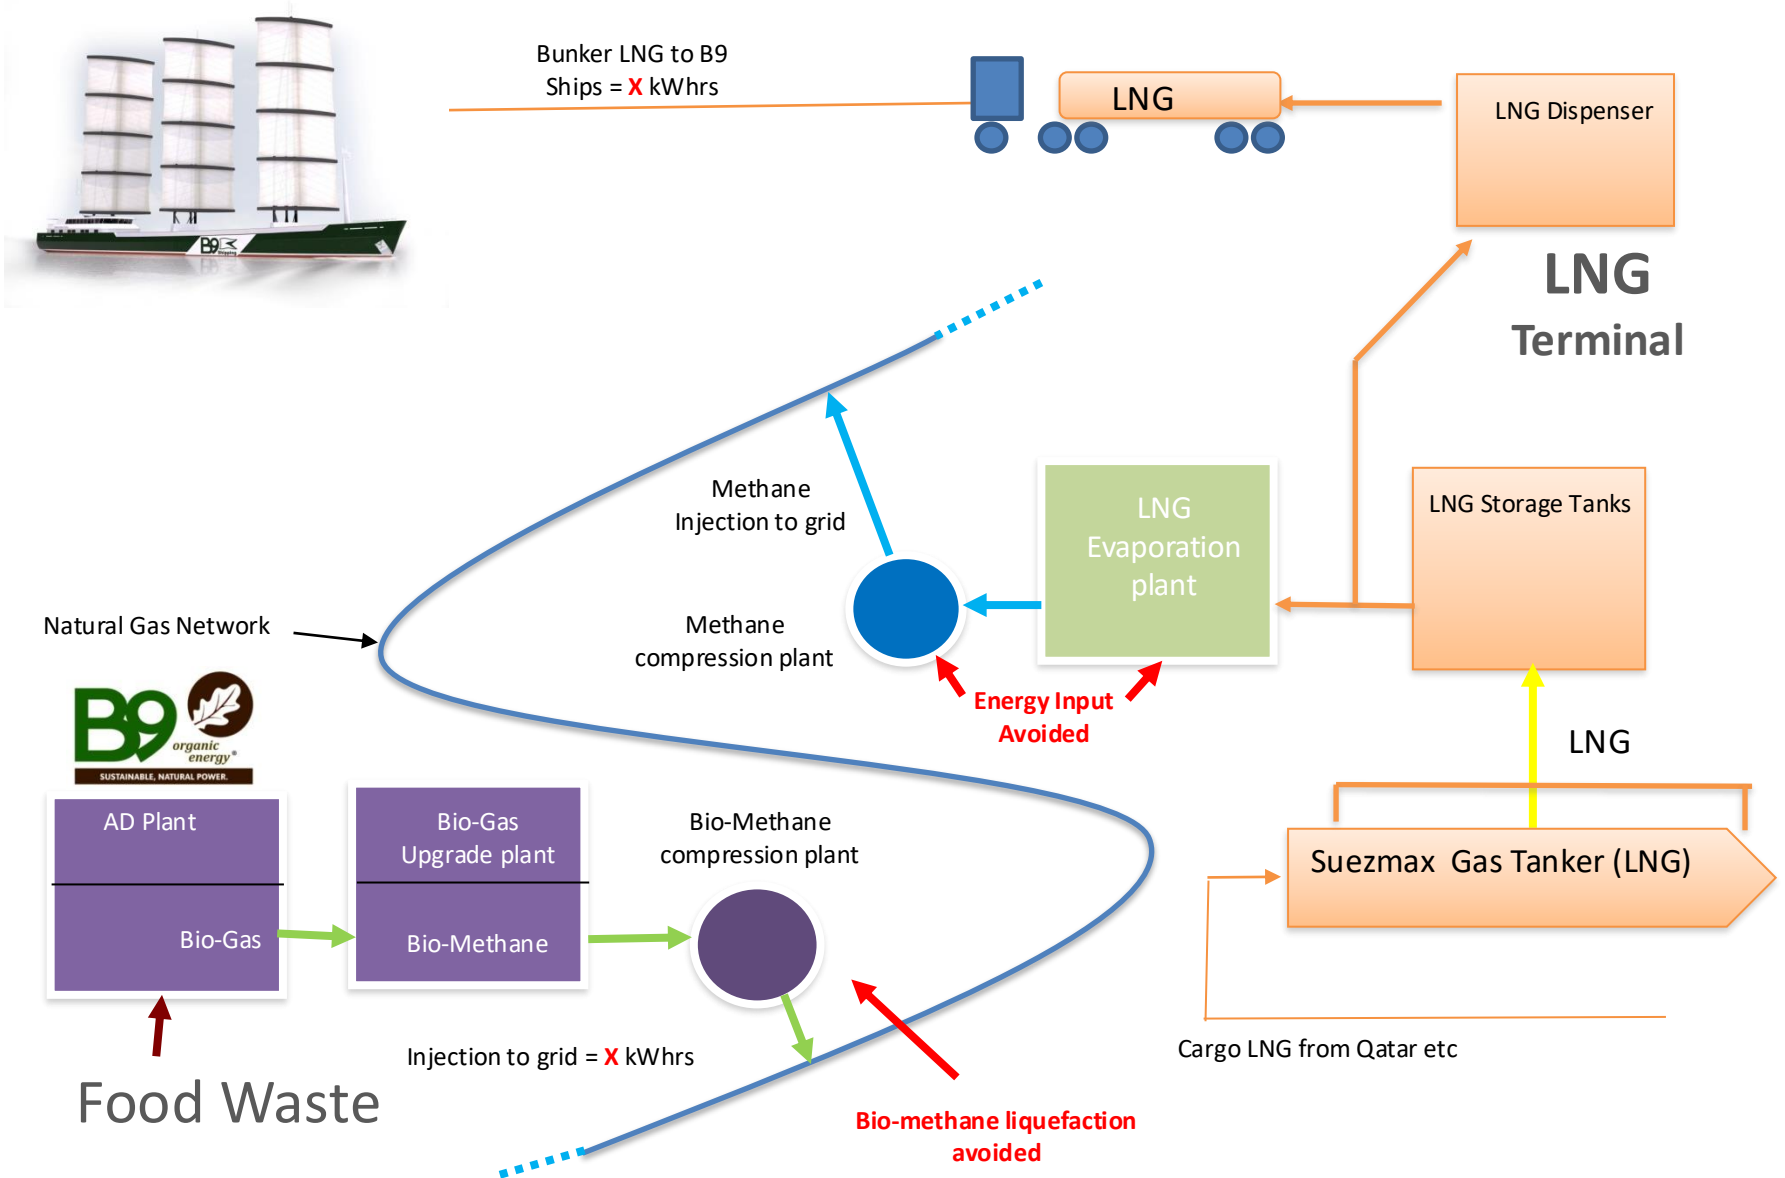 Bunker LNG to B9
Ships = X kWhrs
LNG
LNG Dispenser
B9
Shipping
LNG
Terminal
Methane
Injection to grid
LNG
Evaporation
plant
LNG Storage Tanks
Natural Gas Network
Methane
compression plant
Energy Input
Avoided
B9
organic
energy®
SUSTAINABLE, NATURAL POWER.
LNG
AD Plant
Bio-Gas
Upgrade plant
Bio-Methane
compression plant
Suezmax  Gas Tanker (LNG)
Bio-Gas
Bio-Methane
Injection to grid = X kWhrs
Cargo LNG from Qatar etc
Food Waste
Bio-methane liquefaction
avoided